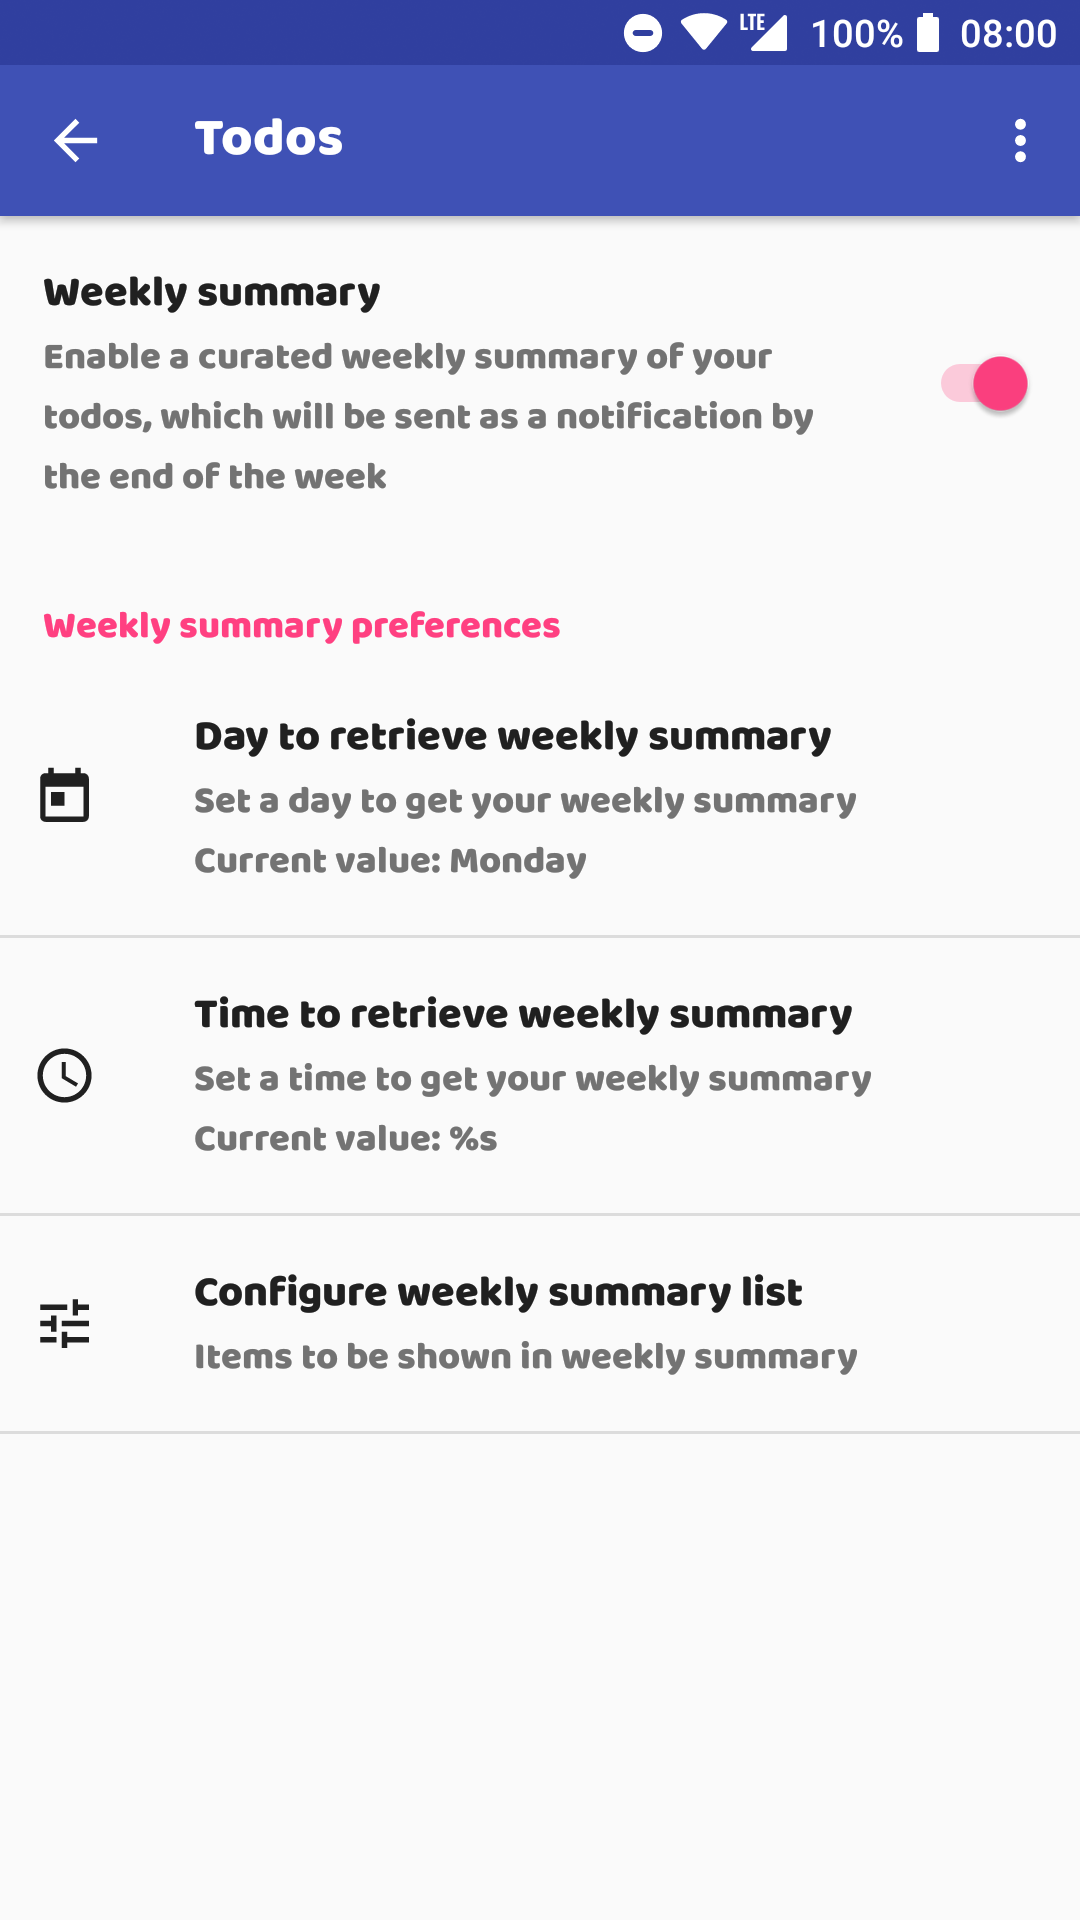 LTE 100% 08:00
Todos
Weekly summary
Enable a curated weekly summary of your
todos, which will be sent as a notification by
the end of the week
Weekly summary preferences
Day to retrieve weekly summary
Set a day to get your weekly summary
Current value: Monday
Time to retrieve weekly summary
Set a time to get your weekly summary
Current value: %s
Configure weekly summary list
Items to be shown in weekly summary